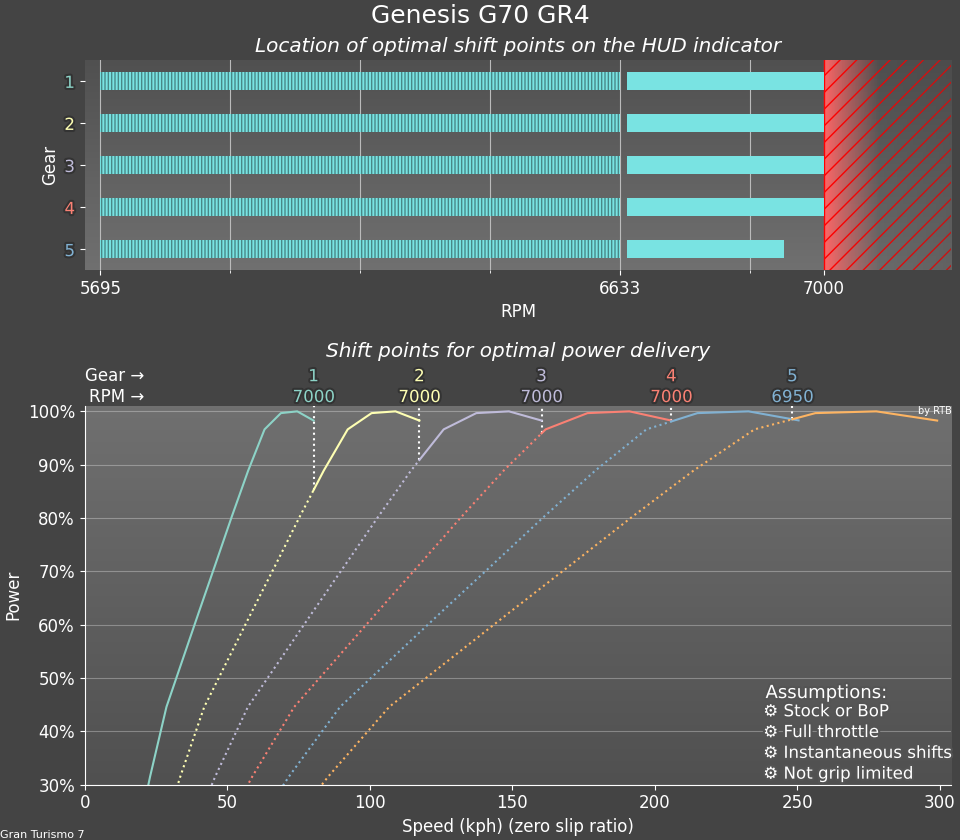 Genesis G70 GR4
Location of optimal shift points on the HUD indicator
Gear
1
2
3
4
5
5695 6633 7000
RPM
Shift points for optimal power delivery
Gear → 1 2 3 4 5
RPM → 7000 7000 7000 7000 6950
by RTB
Power
100%
90%
80%
70%
60%
50%
40%
30%
Assumptions:
⚙ Stock or BoP
⚙ Full throttle
⚙ Instantaneous shifts
⚙ Not grip limited
0 50 100 150 200 250 300
Speed (kph) (zero slip ratio)
Gran Turismo 7